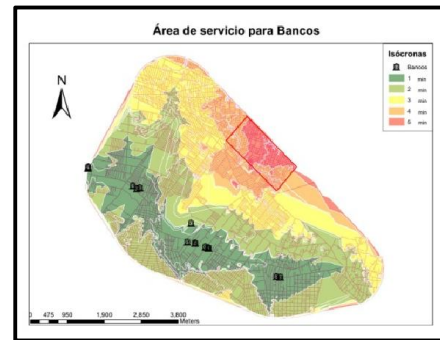 Área de servicio para Bancos
N
Isócronas
Bancos
1 min
2 min
3 min
4 min
5 min
0 475 950 1,900 2,850 3,800
Meters